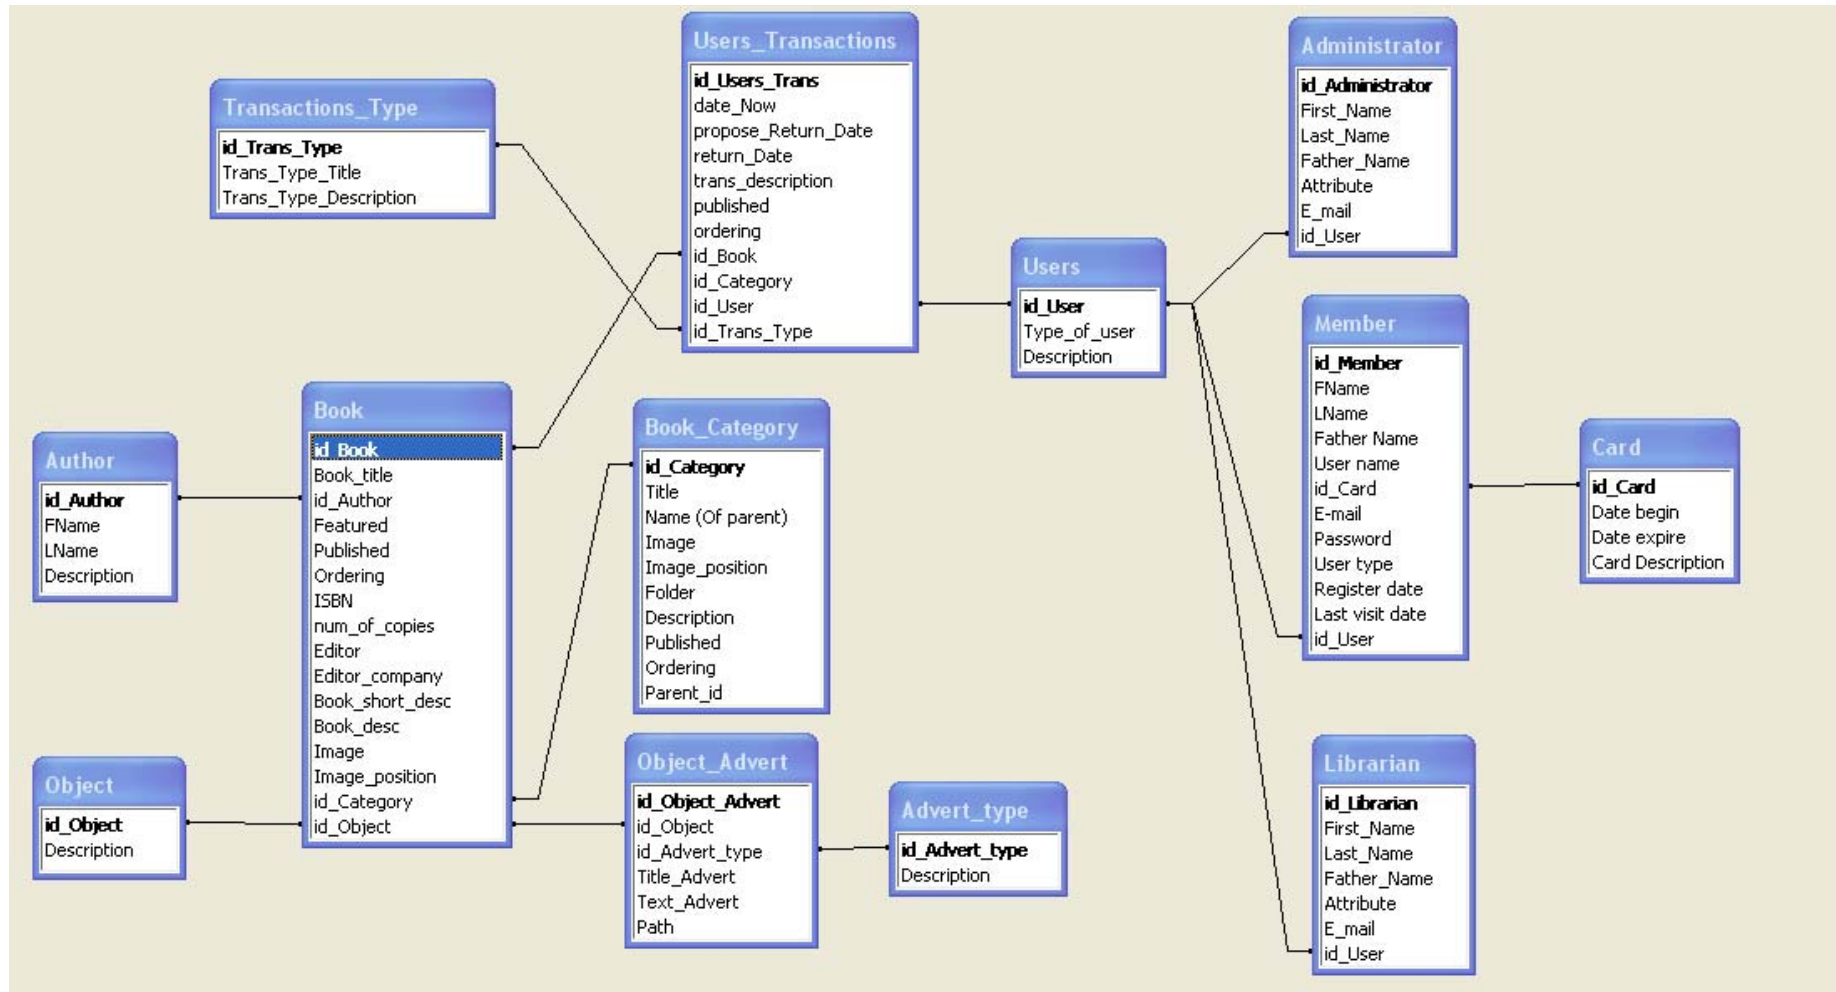 Users_Transactions
id_Users_Trans
date_Now
propose_Return_Date
return_Date
trans_description
published
ordering
id_Book
id_Category
id_User
id_Trans_Type
Administrator
id_Administrator
First_Name
Last_Name
Father_Name
Attribute
E_mail
id_User
Transactions_Type
id_Trans_Type
Trans_Type_Title
Trans_Type_Description
Users
id_User
Type_of_user
Description
Member
id_Member
FName
LName
Father Name
User name
id_Card
E-mail
Password
User type
Register date
Last visit date
id_User
Card
id_Card
Date begin
Date expire
Card Description
Book
id_Book
Book_title
id_Author
Featured
Published
Ordering
ISBN
num_of_copies
Editor
Editor_company
Book_short_desc
Book_desc
Image
Image_position
id_Category
id_Object
Book_Category
id_Category
Title
Name (Of parent)
Image
Image_position
Folder
Description
Published
Ordering
Parent_id
Author
id_Author
FName
LName
Description
Object
id_Object
Description
Object_Advert
id_Object_Advert
id_Object
id_Advert_type
Title_Advert
Text_Advert
Path
Advert_type
id_Advert_type
Description
Librarian
id_Librarian
First_Name
Last_Name
Father_Name
Attribute
E_mail
id_User